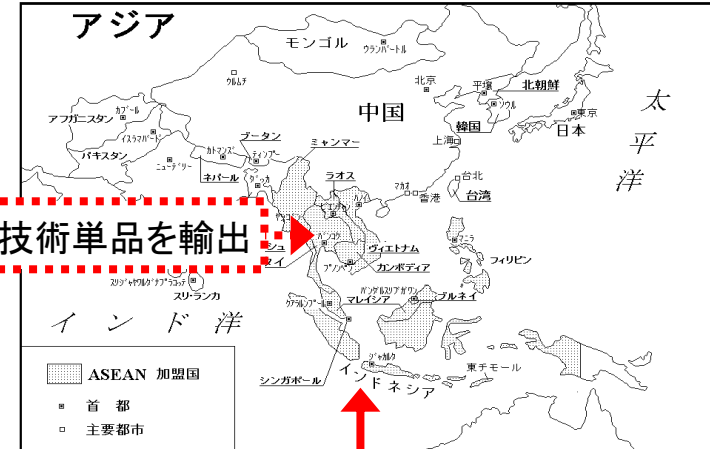 アジア
モンゴル
ウランバートル
ウルムチ
北京
平壌
北朝鮮
ソウル
韓国
東京
日本
太平洋
中国
アフガニスタン
カブール
イスラマバード
パキスタン
ニューデリー
カトマンズ
ネパール
ブータン
ティンプー
ダッカ
ミャンマー
ラオス
ハノイ
上海
台北
台湾
マカオ
香港
技術単品を輸出
シュ
タイ
バンコク
ヴィエトナム
プノンペン
カンボディア
マニラ
フィリピン
スリジャヤワルダナプラコッテ
スリ・ランカ
クアラルンプール
マレイシア
バンダルスリブガワン
ブルネイ
インド洋
シンガポール
ジャカルタ
インドネシア
東チモール
ASEAN 加盟国
首 都
主要都市